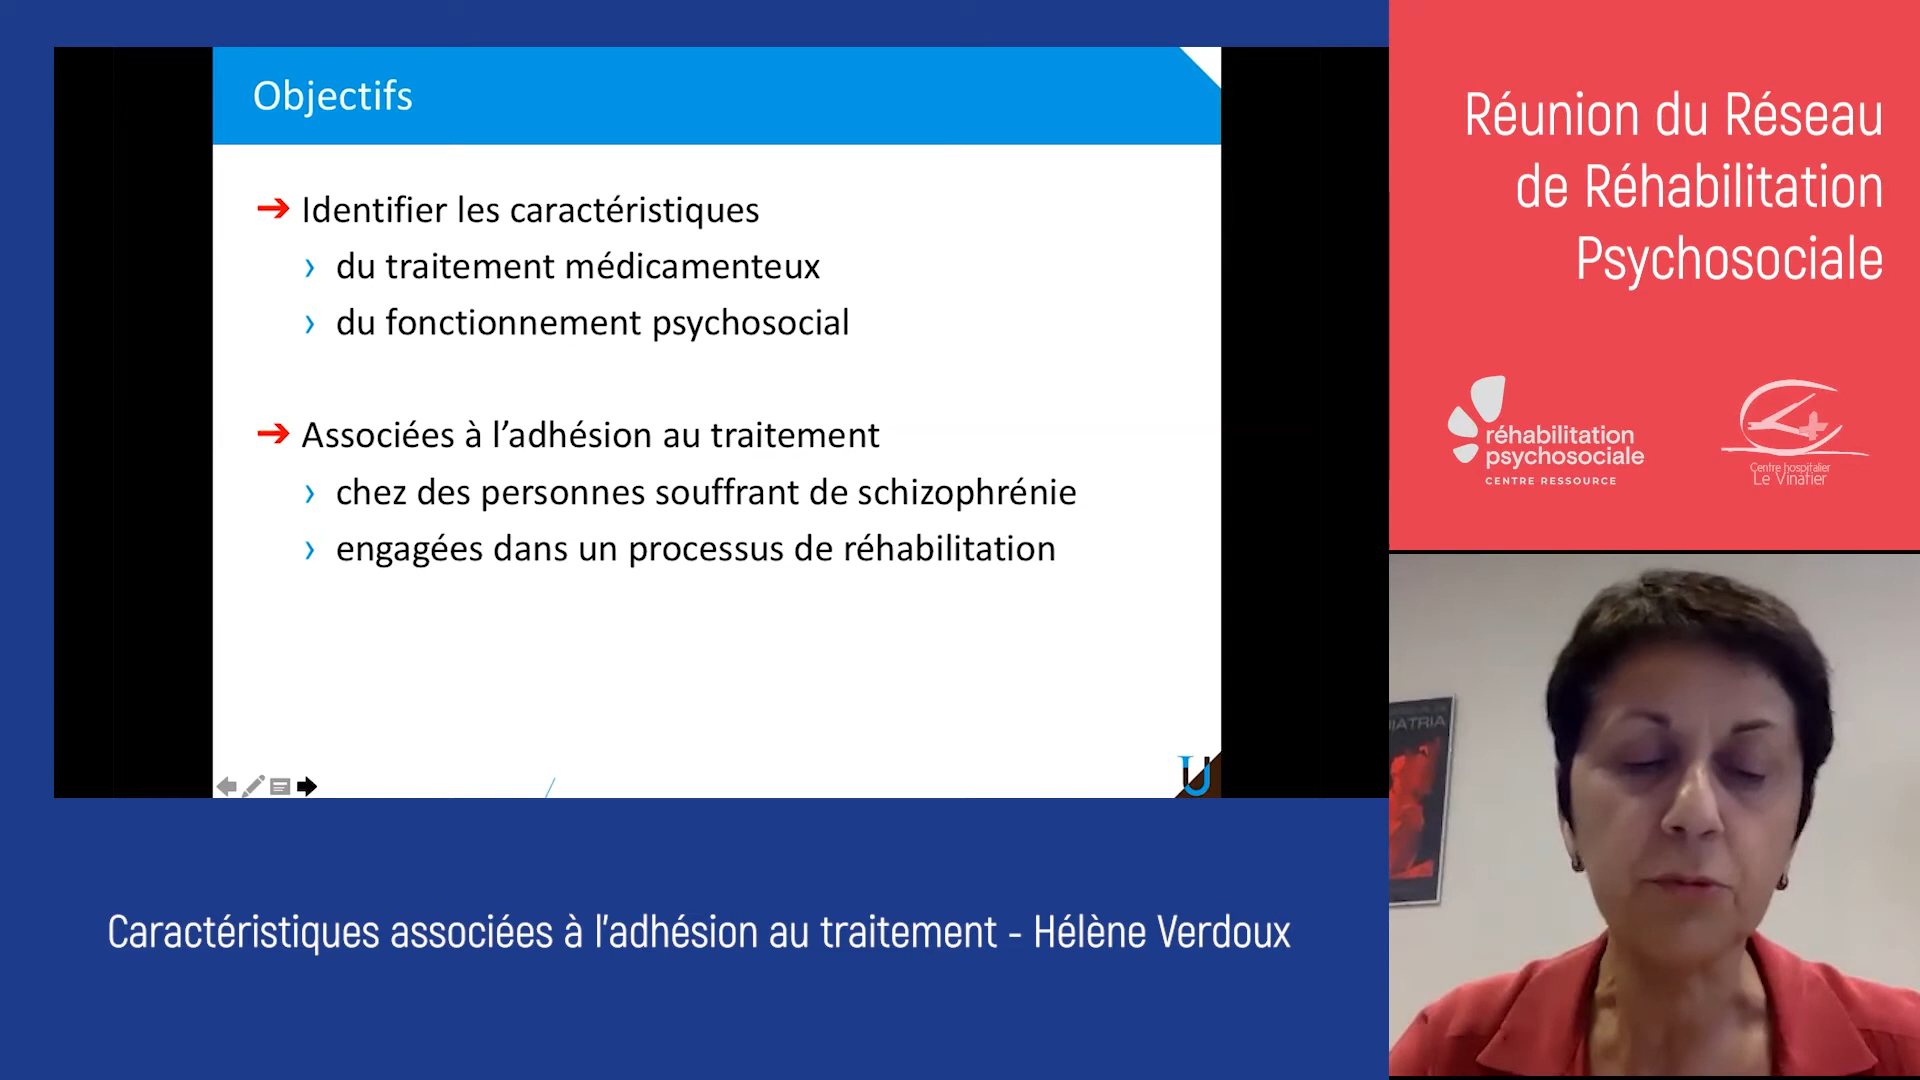 Objectifs
➔ Identifier les caractéristiques
› du traitement médicamenteux
› du fonctionnement psychosocial
➔ Associées à l’adhésion au traitement
› chez des personnes souffrant de schizophrénie
› engagées dans un processus de réhabilitation
U
Caractéristiques associées à l'adhésion au traitement - Hélène Verdoux
Réunion du Réseau
de Réhabilitation
Psychosociale
réhabilitation
psychosociale
CENTRE RESSOURCE
Centre hospitalier
Le Vinatier
IATRIA